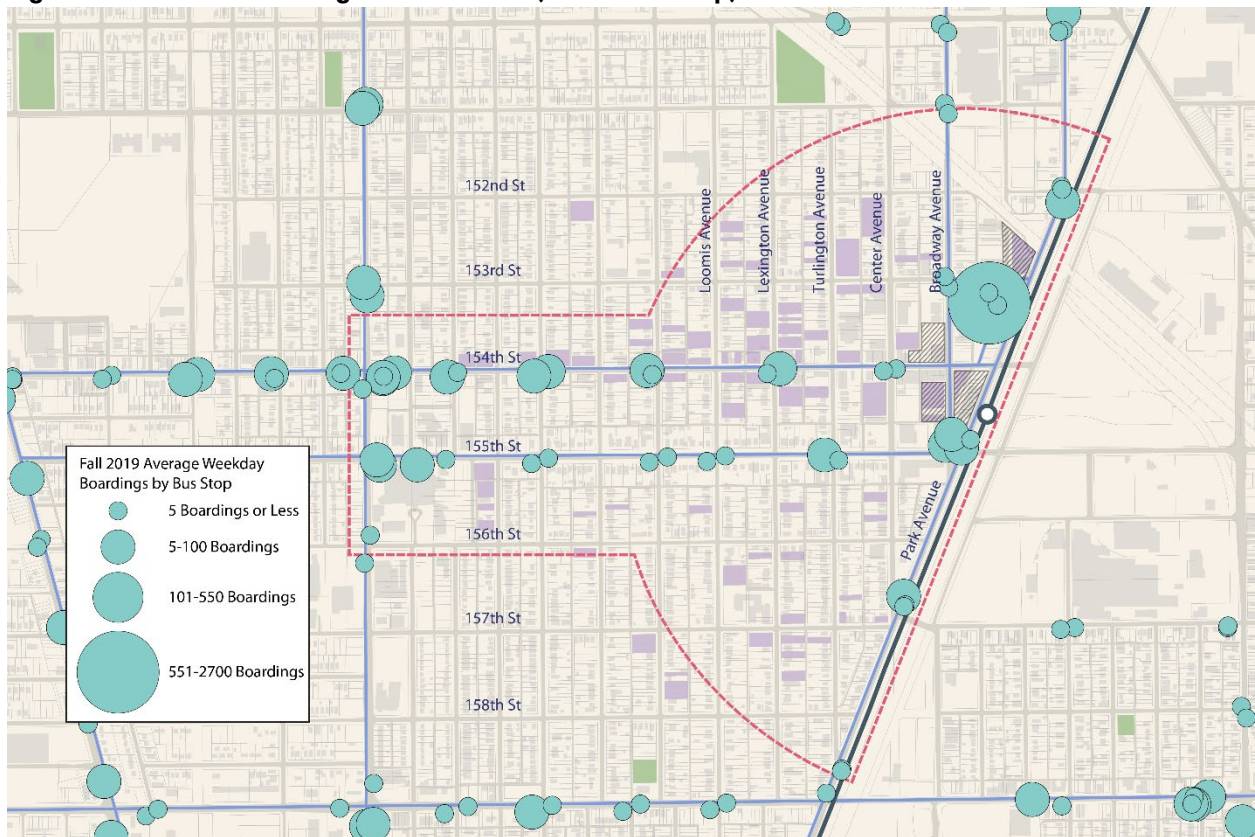 152nd St
Loomis Avenue
Lexington Avenue
Turlington Avenue
Center Avenue
Broadway Avenue
153rd St
154th St
155th St
Park Avenue
156th St
157th St
158th St
Fall 2019 Average Weekday
Boardings by Bus Stop
5 Boardings or Less
5-100 Boardings
101-550 Boardings
551-2700 Boardings